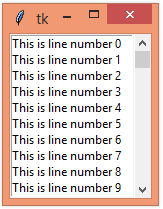 tk
This is line number 0
This is line number 1
This is line number 2
This is line number 3
This is line number 4
This is line number 5
This is line number 6
This is line number 7
This is line number 8
This is line number 9